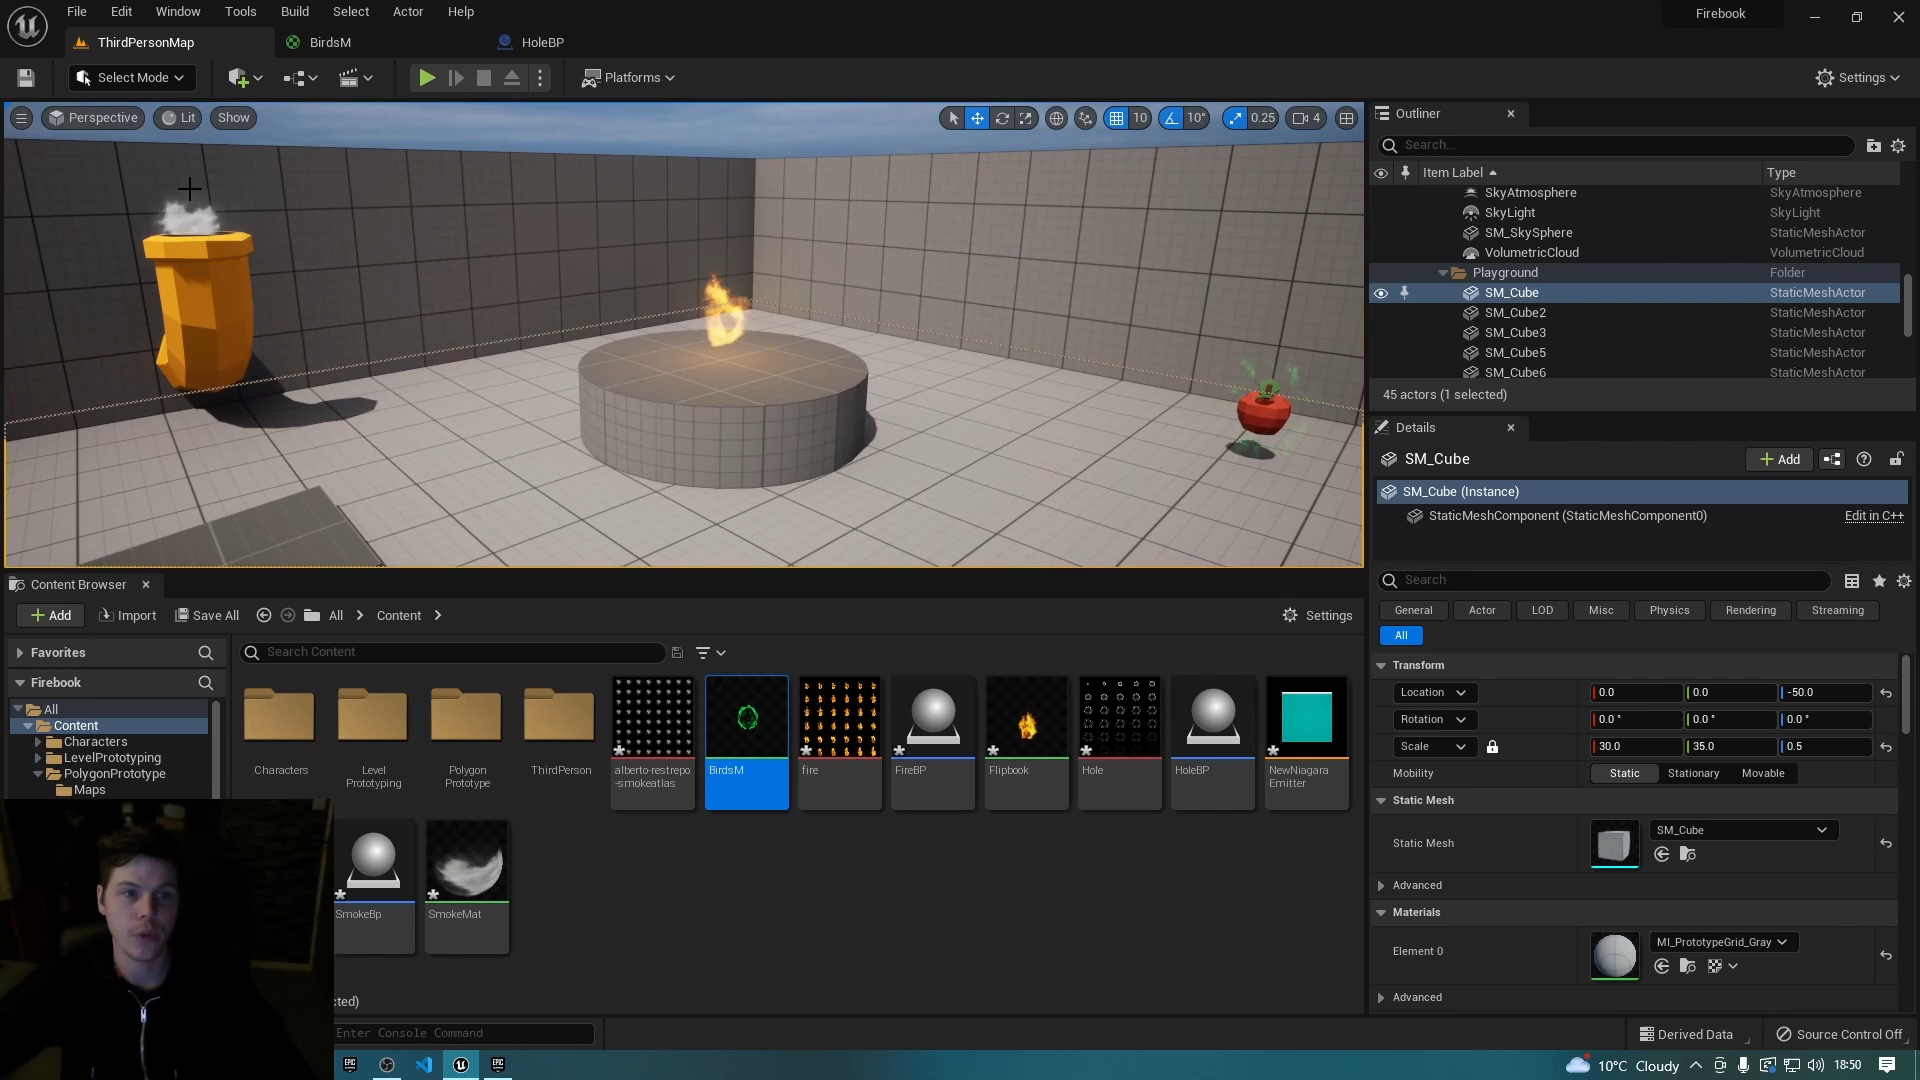 File Edit Window Tools Build Select Actor Help
Firebook
ThirdPersonMap
BirdsM
HoleBP
Select Mode
Platforms
Settings
Perspective
Lit
Show
10
10°
0.25
4
Outliner
Search...
Item Label
Type
SkyAtmosphere SkyAtmosphere
SkyLight SkyLight
SM_SkySphere StaticMeshActor
VolumetricCloud VolumetricCloud
Playground Folder
SM_Cube StaticMeshActor
SM_Cube2 StaticMeshActor
SM_Cube3 StaticMeshActor
SM_Cube5 StaticMeshActor
SM_Cube6 StaticMeshActor
45 actors (1 selected)
Details
SM_Cube
Add
SM_Cube (Instance)
StaticMeshComponent (StaticMeshComponent0)
Edit in C++
Search
General Actor LOD Misc Physics Rendering Streaming
All
Transform
Location 0.0 0.0 -50.0
Rotation 0.0 ° 0.0 ° 0.0 °
Scale 30.0 35.0 0.5
Mobility Static Stationary Movable
Static Mesh
Static Mesh
SM_Cube
Advanced
Materials
Element 0
MI_PrototypeGrid_Gray
Advanced
Content Browser
Add
Import
Save All
All
Content
Settings
Favorites
Search Content
Firebook
All
Content
Characters
LevelPrototyping
PolygonPrototype
Maps
Characters
Level
Prototyping
Polygon
Prototype
ThirdPerson
alberto-restrepo
-smokeatlas
BirdsM
fire
FireBP
Flipbook
Hole
HoleBP
NewNiagara
Emitter
SmokeBp
SmokeMat
cted)
Enter Console Command
Derived Data
Source Control Off
EPIC
EPIC
10°C Cloudy
18:50